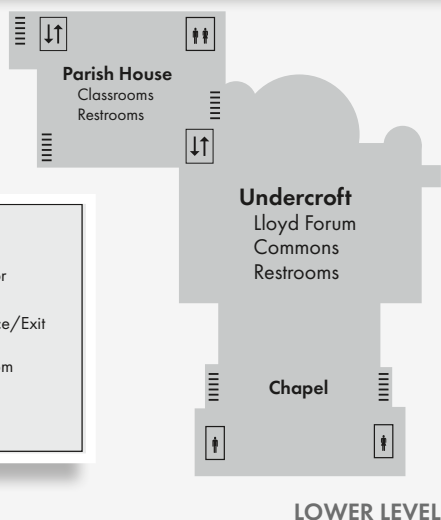 Parish House
Classrooms
Restrooms
Undercroft
Lloyd Forum
Commons
Restrooms
Chapel
LOWER LEVEL